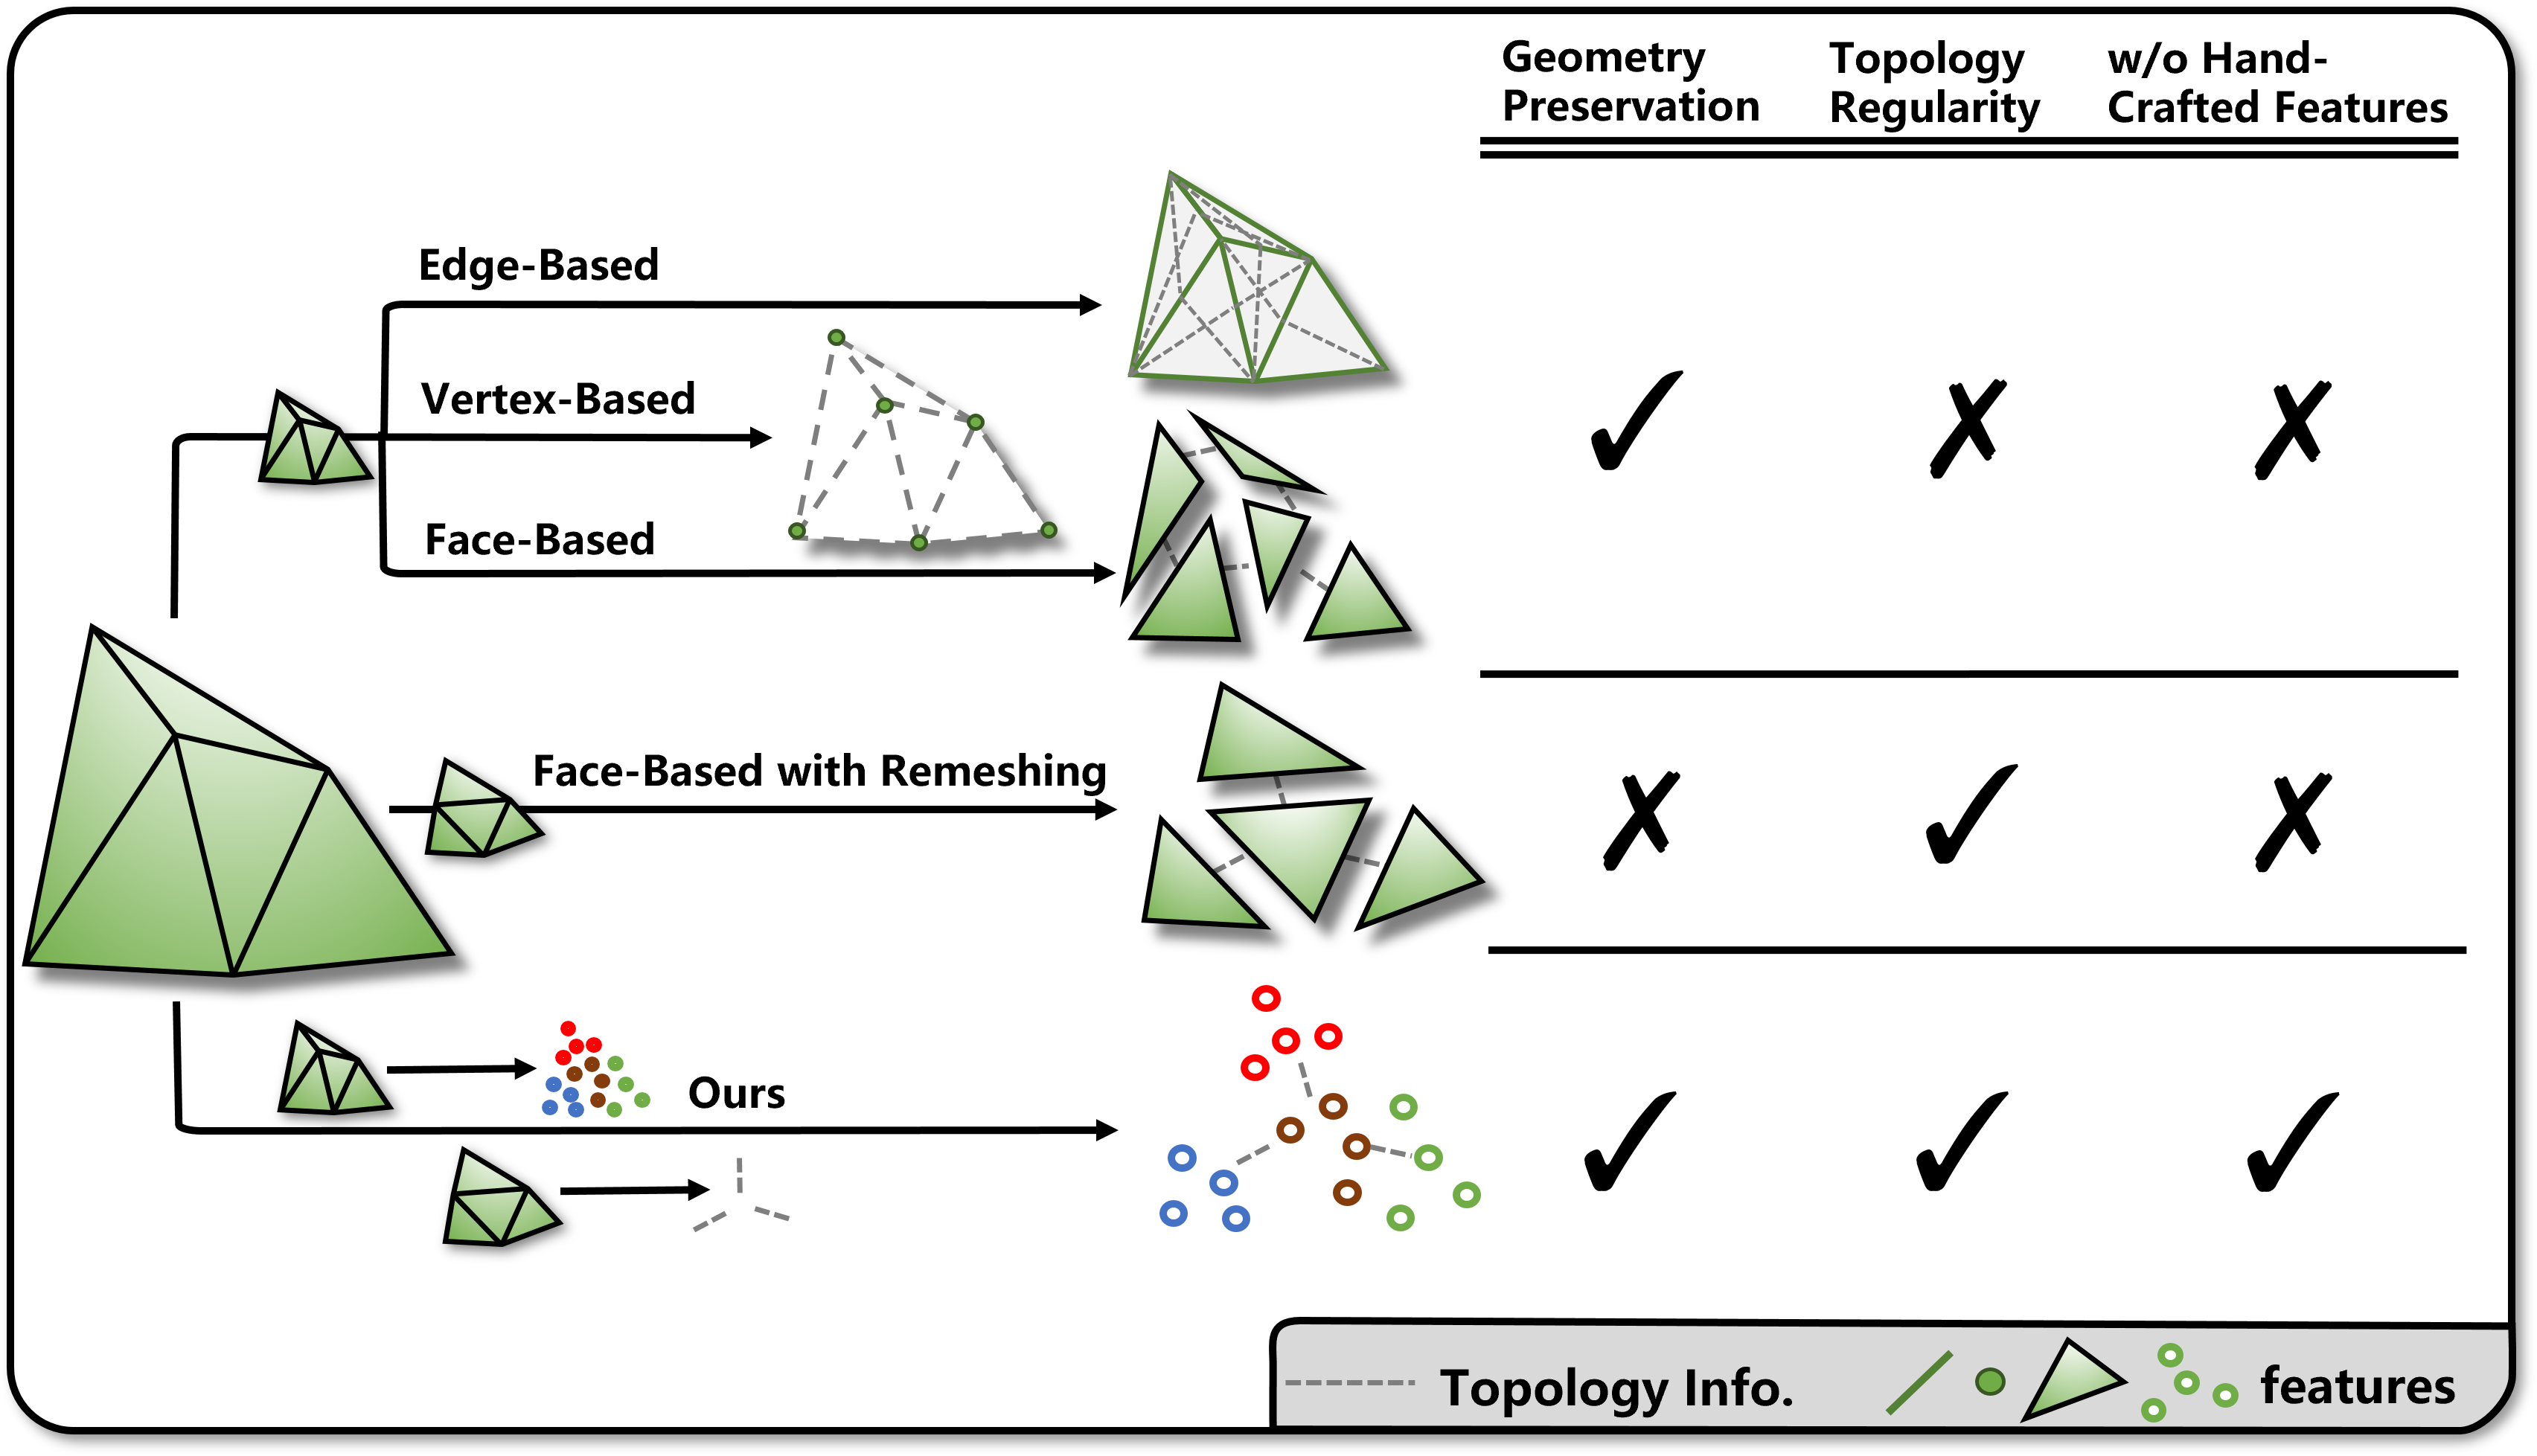 Geometry
Preservation
Topology
Regularity
w/o Hand-
Crafted Features
Edge-Based
Vertex-Based
Face-Based
Face-Based with Remeshing
Ours
Topology Info.
features